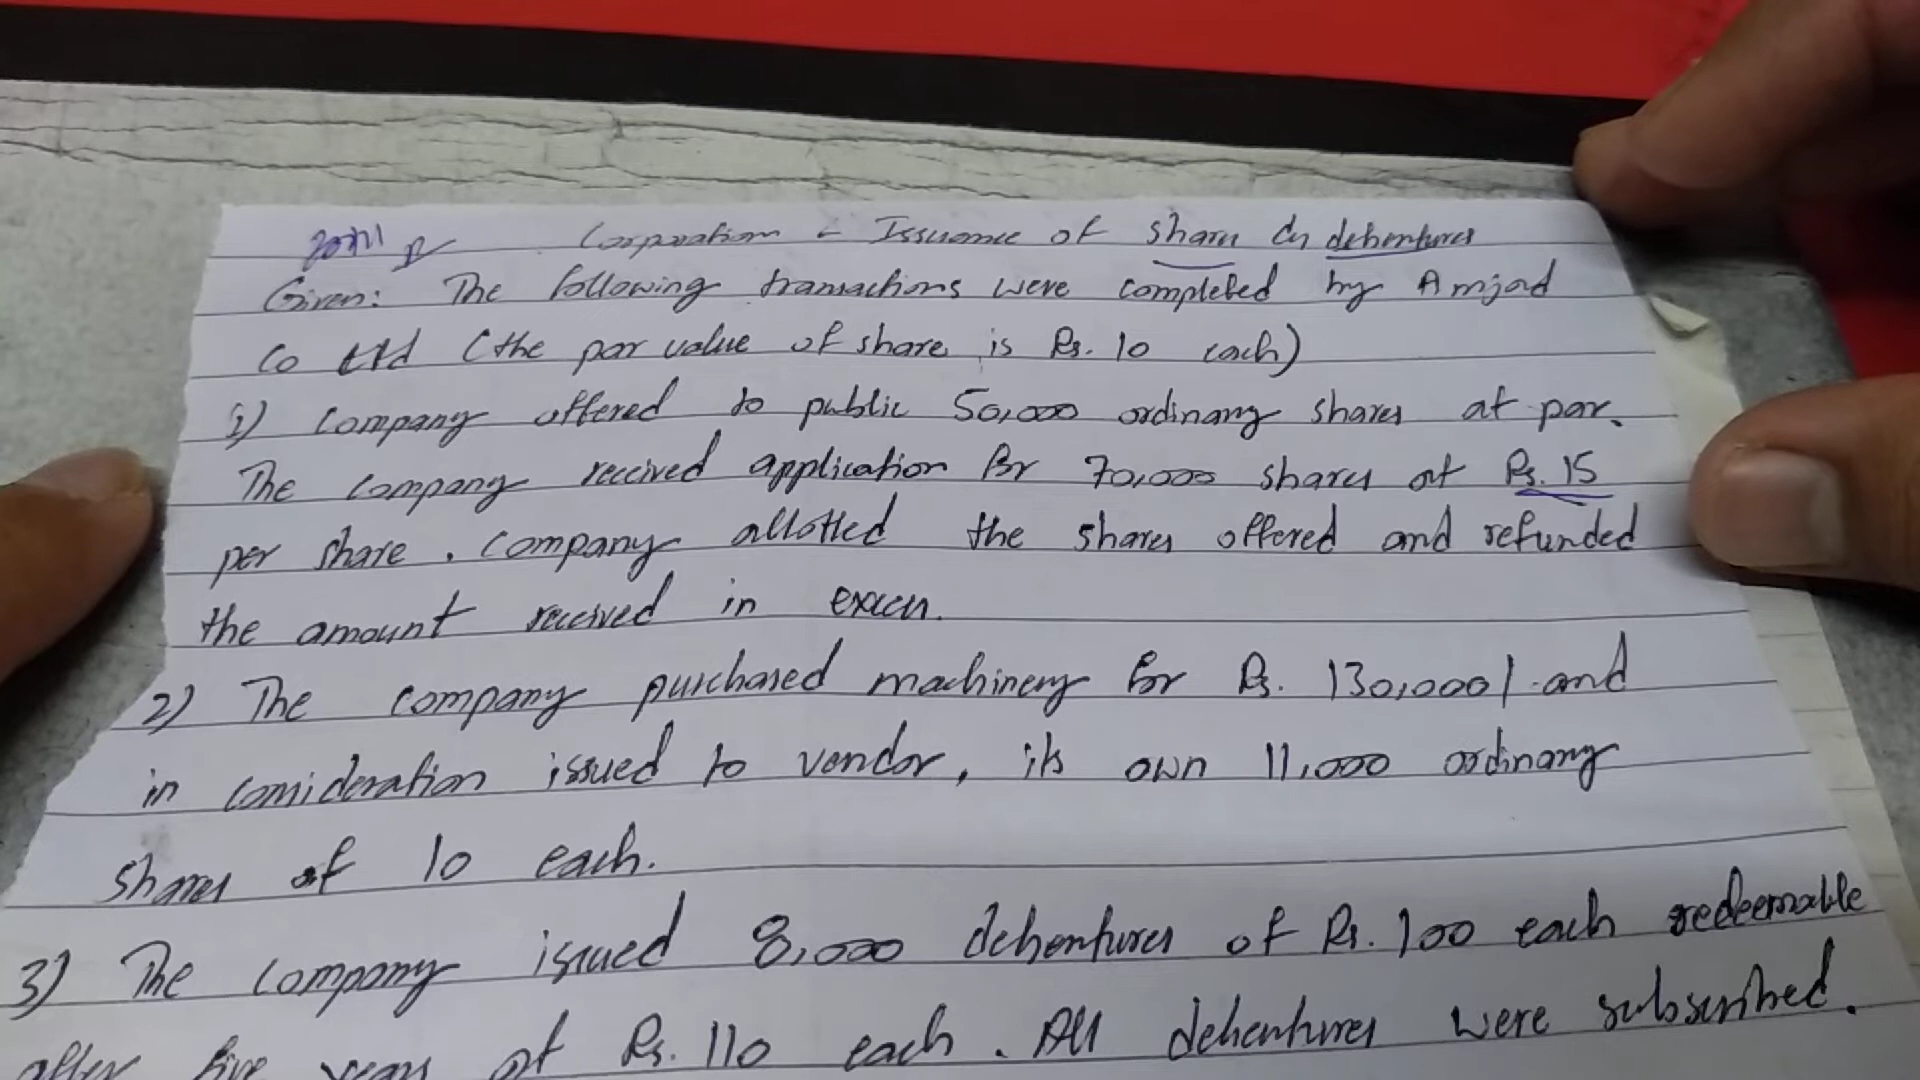 Corporation - Issuance of share & debentures
Given: The following transactions were completed by Amjad
Co Ltd (the par value of share is Rs. 10 each)
1) Company offered to public 50,000 ordinary shares at par.
The company received application for 70,000 shares at Rs. 15
per share. Company allotted the shares offered and refunded
the amount received in excess.
2) The company purchased machinery for Rs. 130,000/- and
in consideration issued to vendor, its own 11,000 ordinary
shares of 10 each.
3) The company issued 8,000 debentures of Rs. 100 each redeemable
after five years at Rs. 110 each. All debentures were subscribed.